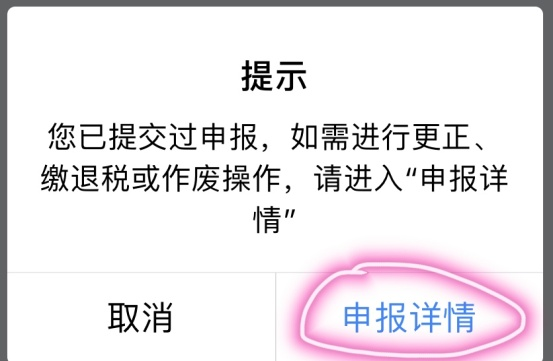 提示
您已提交过申报，如需进行更正、
缴退税或作废操作，请进入“申报详
情”
取消
申报详情